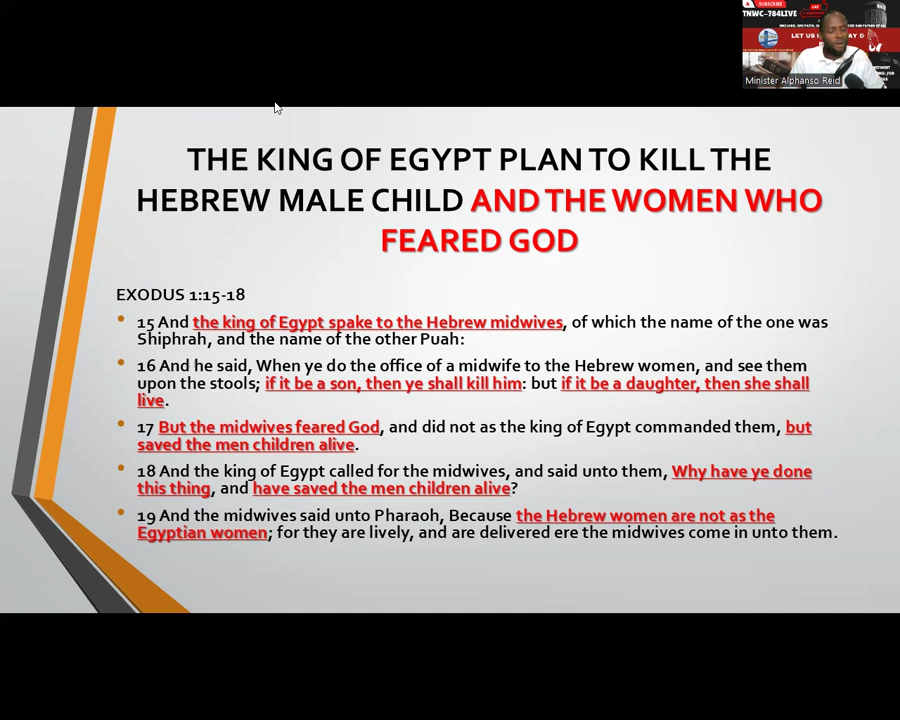 SUBSCRIBE
TNWC-784LIVE
Minister Alphanso Reid
THE KING OF EGYPT PLAN TO KILL THE
HEBREW MALE CHILD AND THE WOMEN WHO
FEARED GOD
EXODUS 1:15-18
15 And the king of Egypt spake to the Hebrew midwives, of which the name of the one was
Shiphrah, and the name of the other Puah:
16 And he said, When ye do the office of a midwife to the Hebrew women, and see them
upon the stools; if it be a son, then ye shall kill him: but if it be a daughter, then she shall
live.
17 But the midwives feared God, and did not as the king of Egypt commanded them, but
saved the men children alive.
18 And the king of Egypt called for the midwives, and said unto them, Why have ye done
this thing, and have saved the men children alive?
19 And the midwives said unto Pharaoh, Because the Hebrew women are not as the
Egyptian women; for they are lively, and are delivered ere the midwives come in unto them.